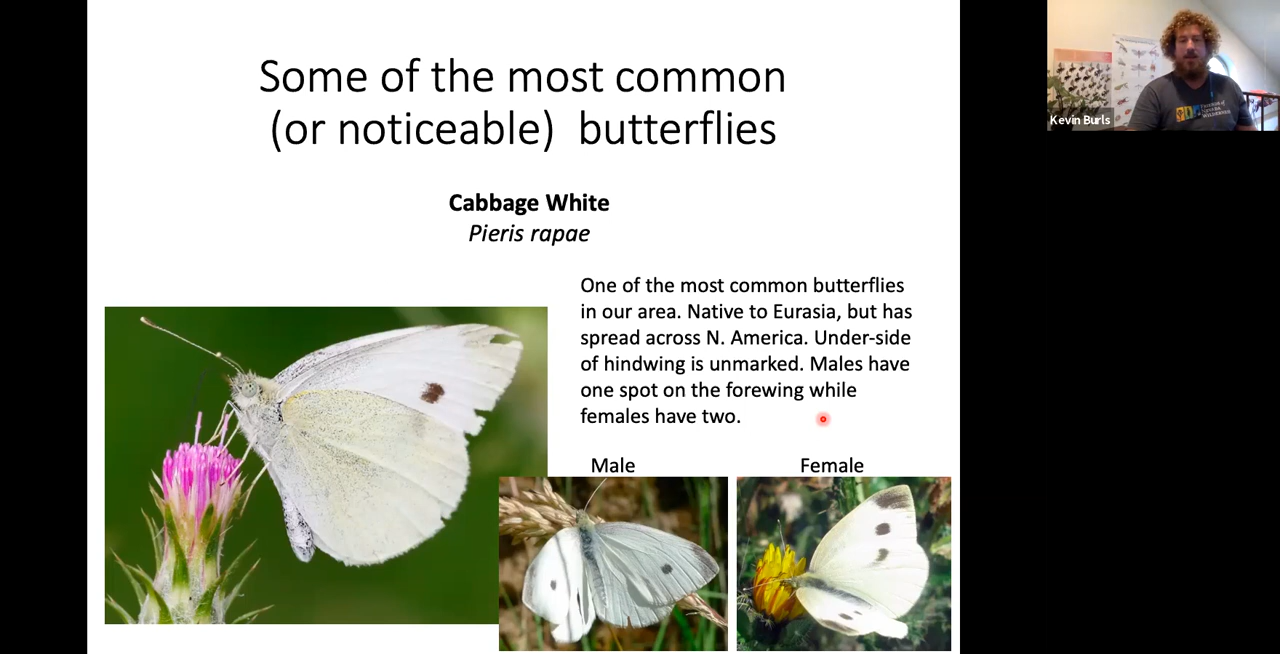 Some of the most common
(or noticeable) butterflies
Cabbage White
Pieris rapae
One of the most common butterflies
in our area. Native to Eurasia, but has
spread across N. America. Under-side
of hindwing is unmarked. Males have
one spot on the forewing while
females have two.
Male
Female
Kevin Burls